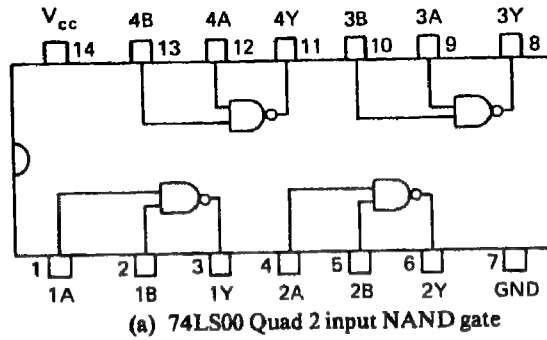 Vcc 4B 4A 4Y 3B 3A 3Y
14 13 12 11 10 9 8
1 2 3 4 5 6 7
1A 1B 1Y 2A 2B 2Y GND
(a) 74LS00 Quad 2 input NAND gate